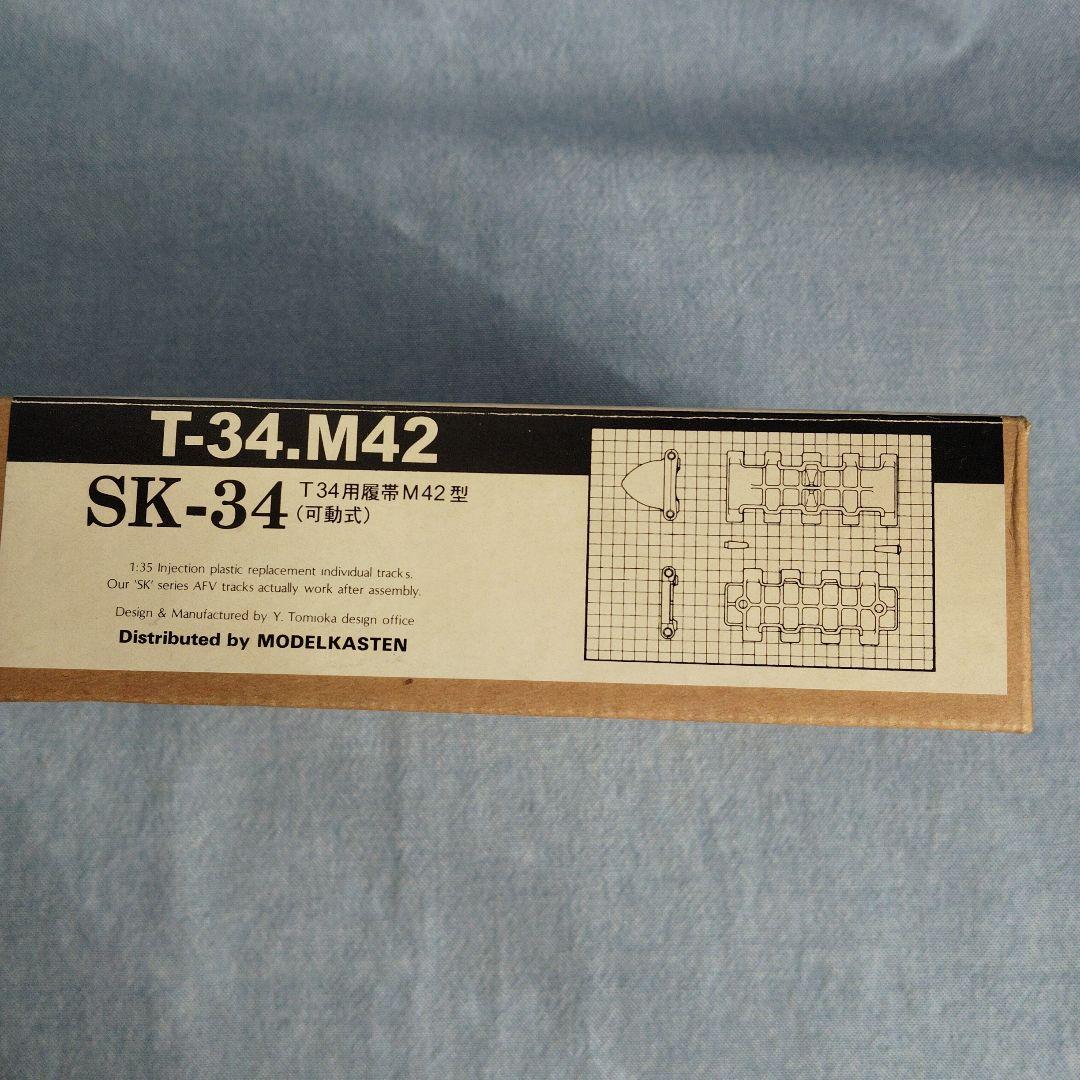 T-34.M42
SK-34
T34用履帯M42型
(可動式)
1:35 Injection plastic replacement individual tracks.
Our 'SK' series AFV tracks actually work after assembly.
Design & Manufactured by Y. Tomioka design office
Distributed by MODELKASTEN